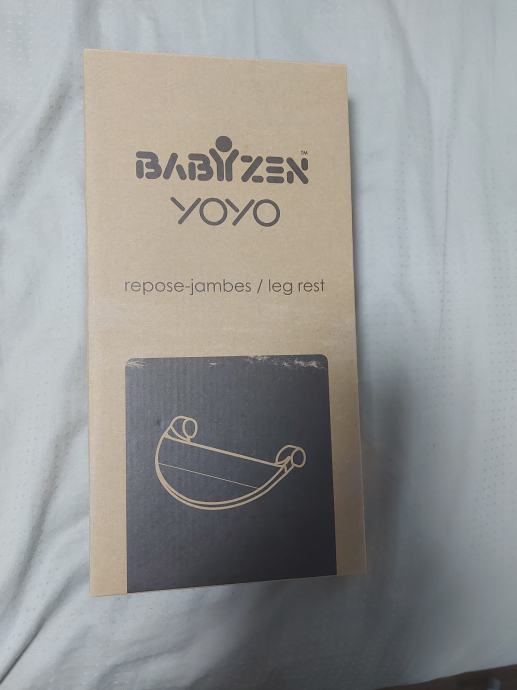 BABYZEN™
YOYO
repose-jambes / leg rest